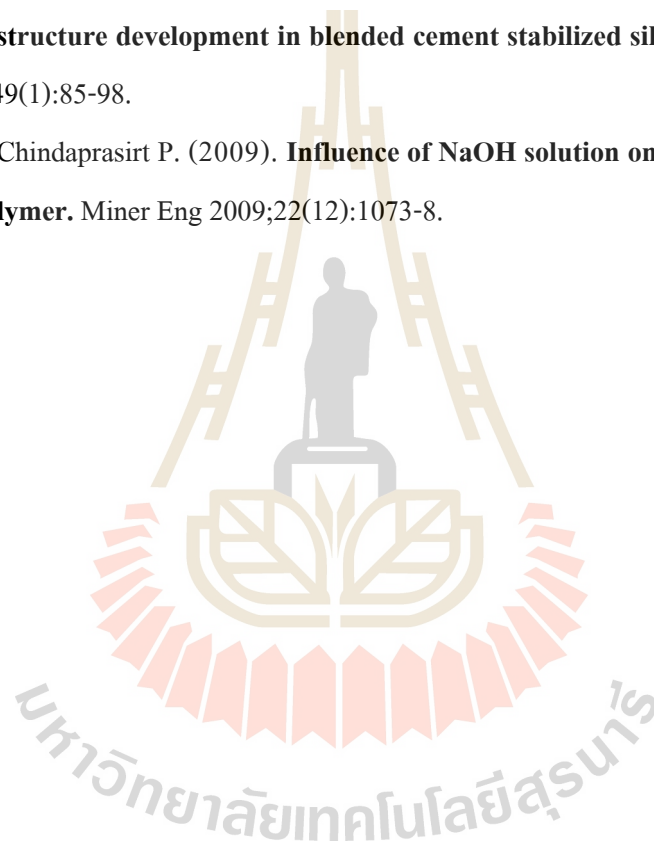 structure development in blended cement stabilized sil
49(1):85-98.
Chindaprasirt P. (2009). Influence of NaOH solution on
lymer. Miner Eng 2009;22(12):1073-8.
มหาวิทยาลัยเทคโนโลยีสุรนารี